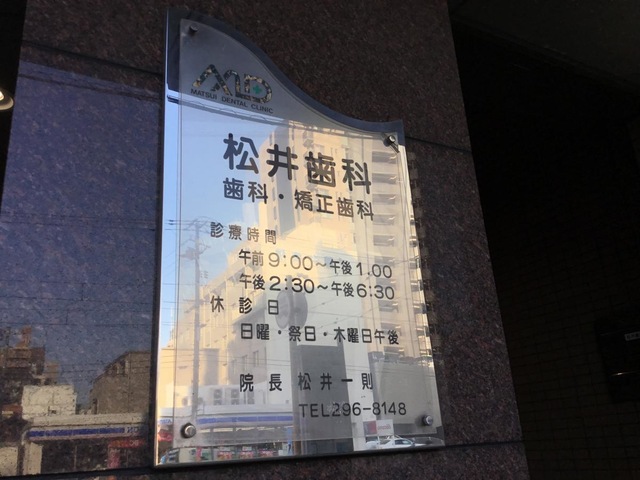 MATSUI DENTAL CLINIC
松井歯科
歯科・矯正歯科
診療時間
午前9:00～午後1.00
午後2:30～午後6:30
休診日
日曜・祭日・木曜日午後
院長 松井一則
TEL296-8148